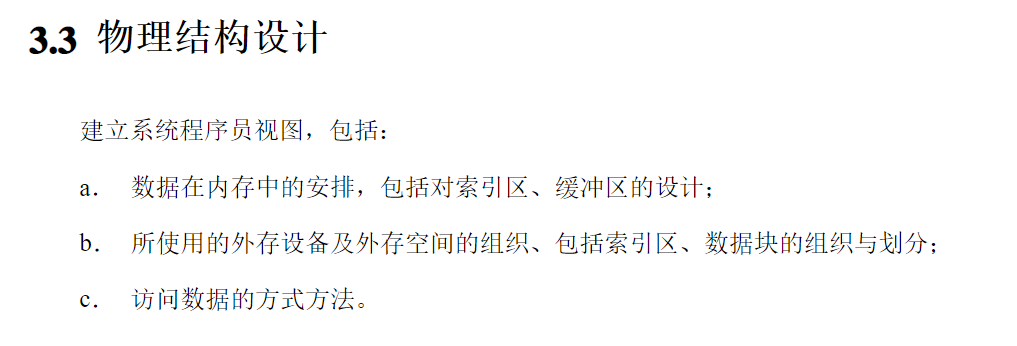 3.3 物理结构设计
建立系统程序员视图，包括：
a． 数据在内存中的安排，包括对索引区、缓冲区的设计；
b． 所使用的外存设备及外存空间的组织、包括索引区、数据块的组织与划分；
c． 访问数据的方式方法。